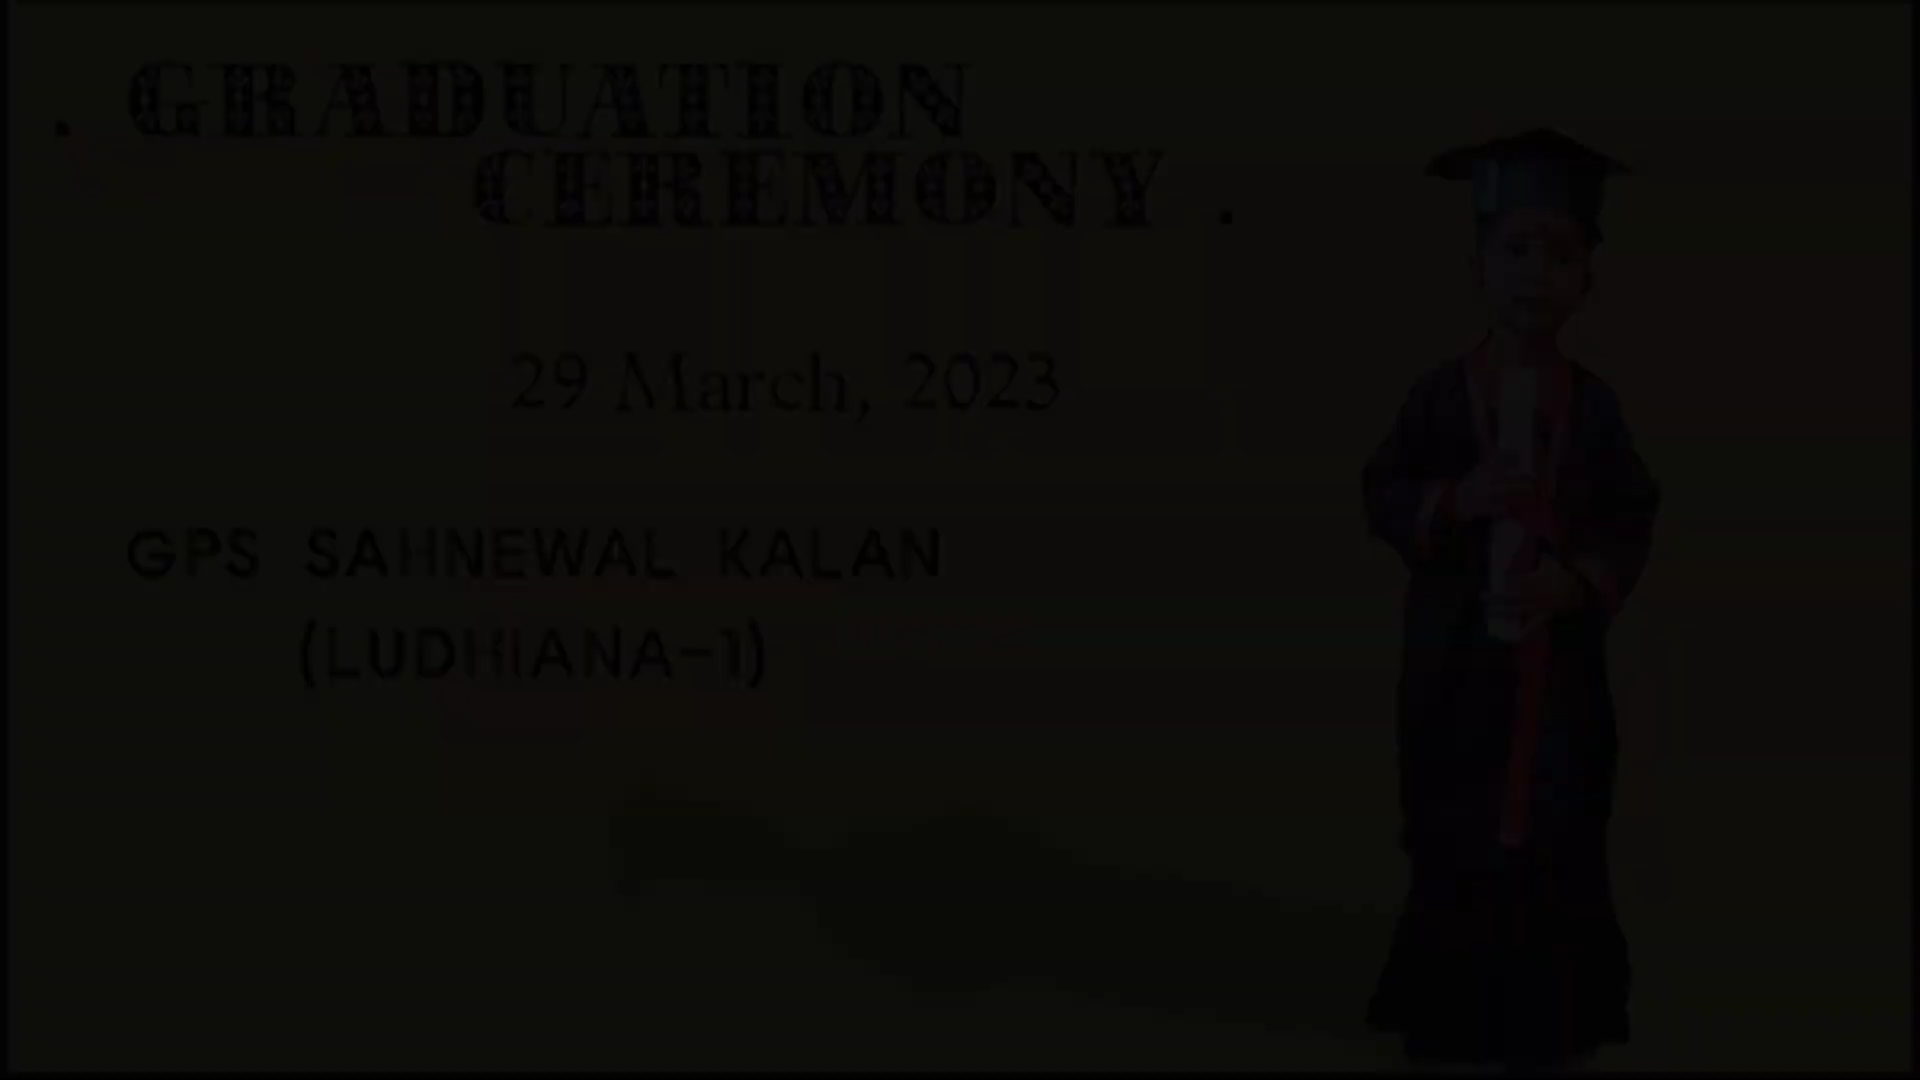 . GRADUATION
CEREMONY .
29 March, 2023
GPS SAHNEWAL KALAN
(LUDHIANA-1)